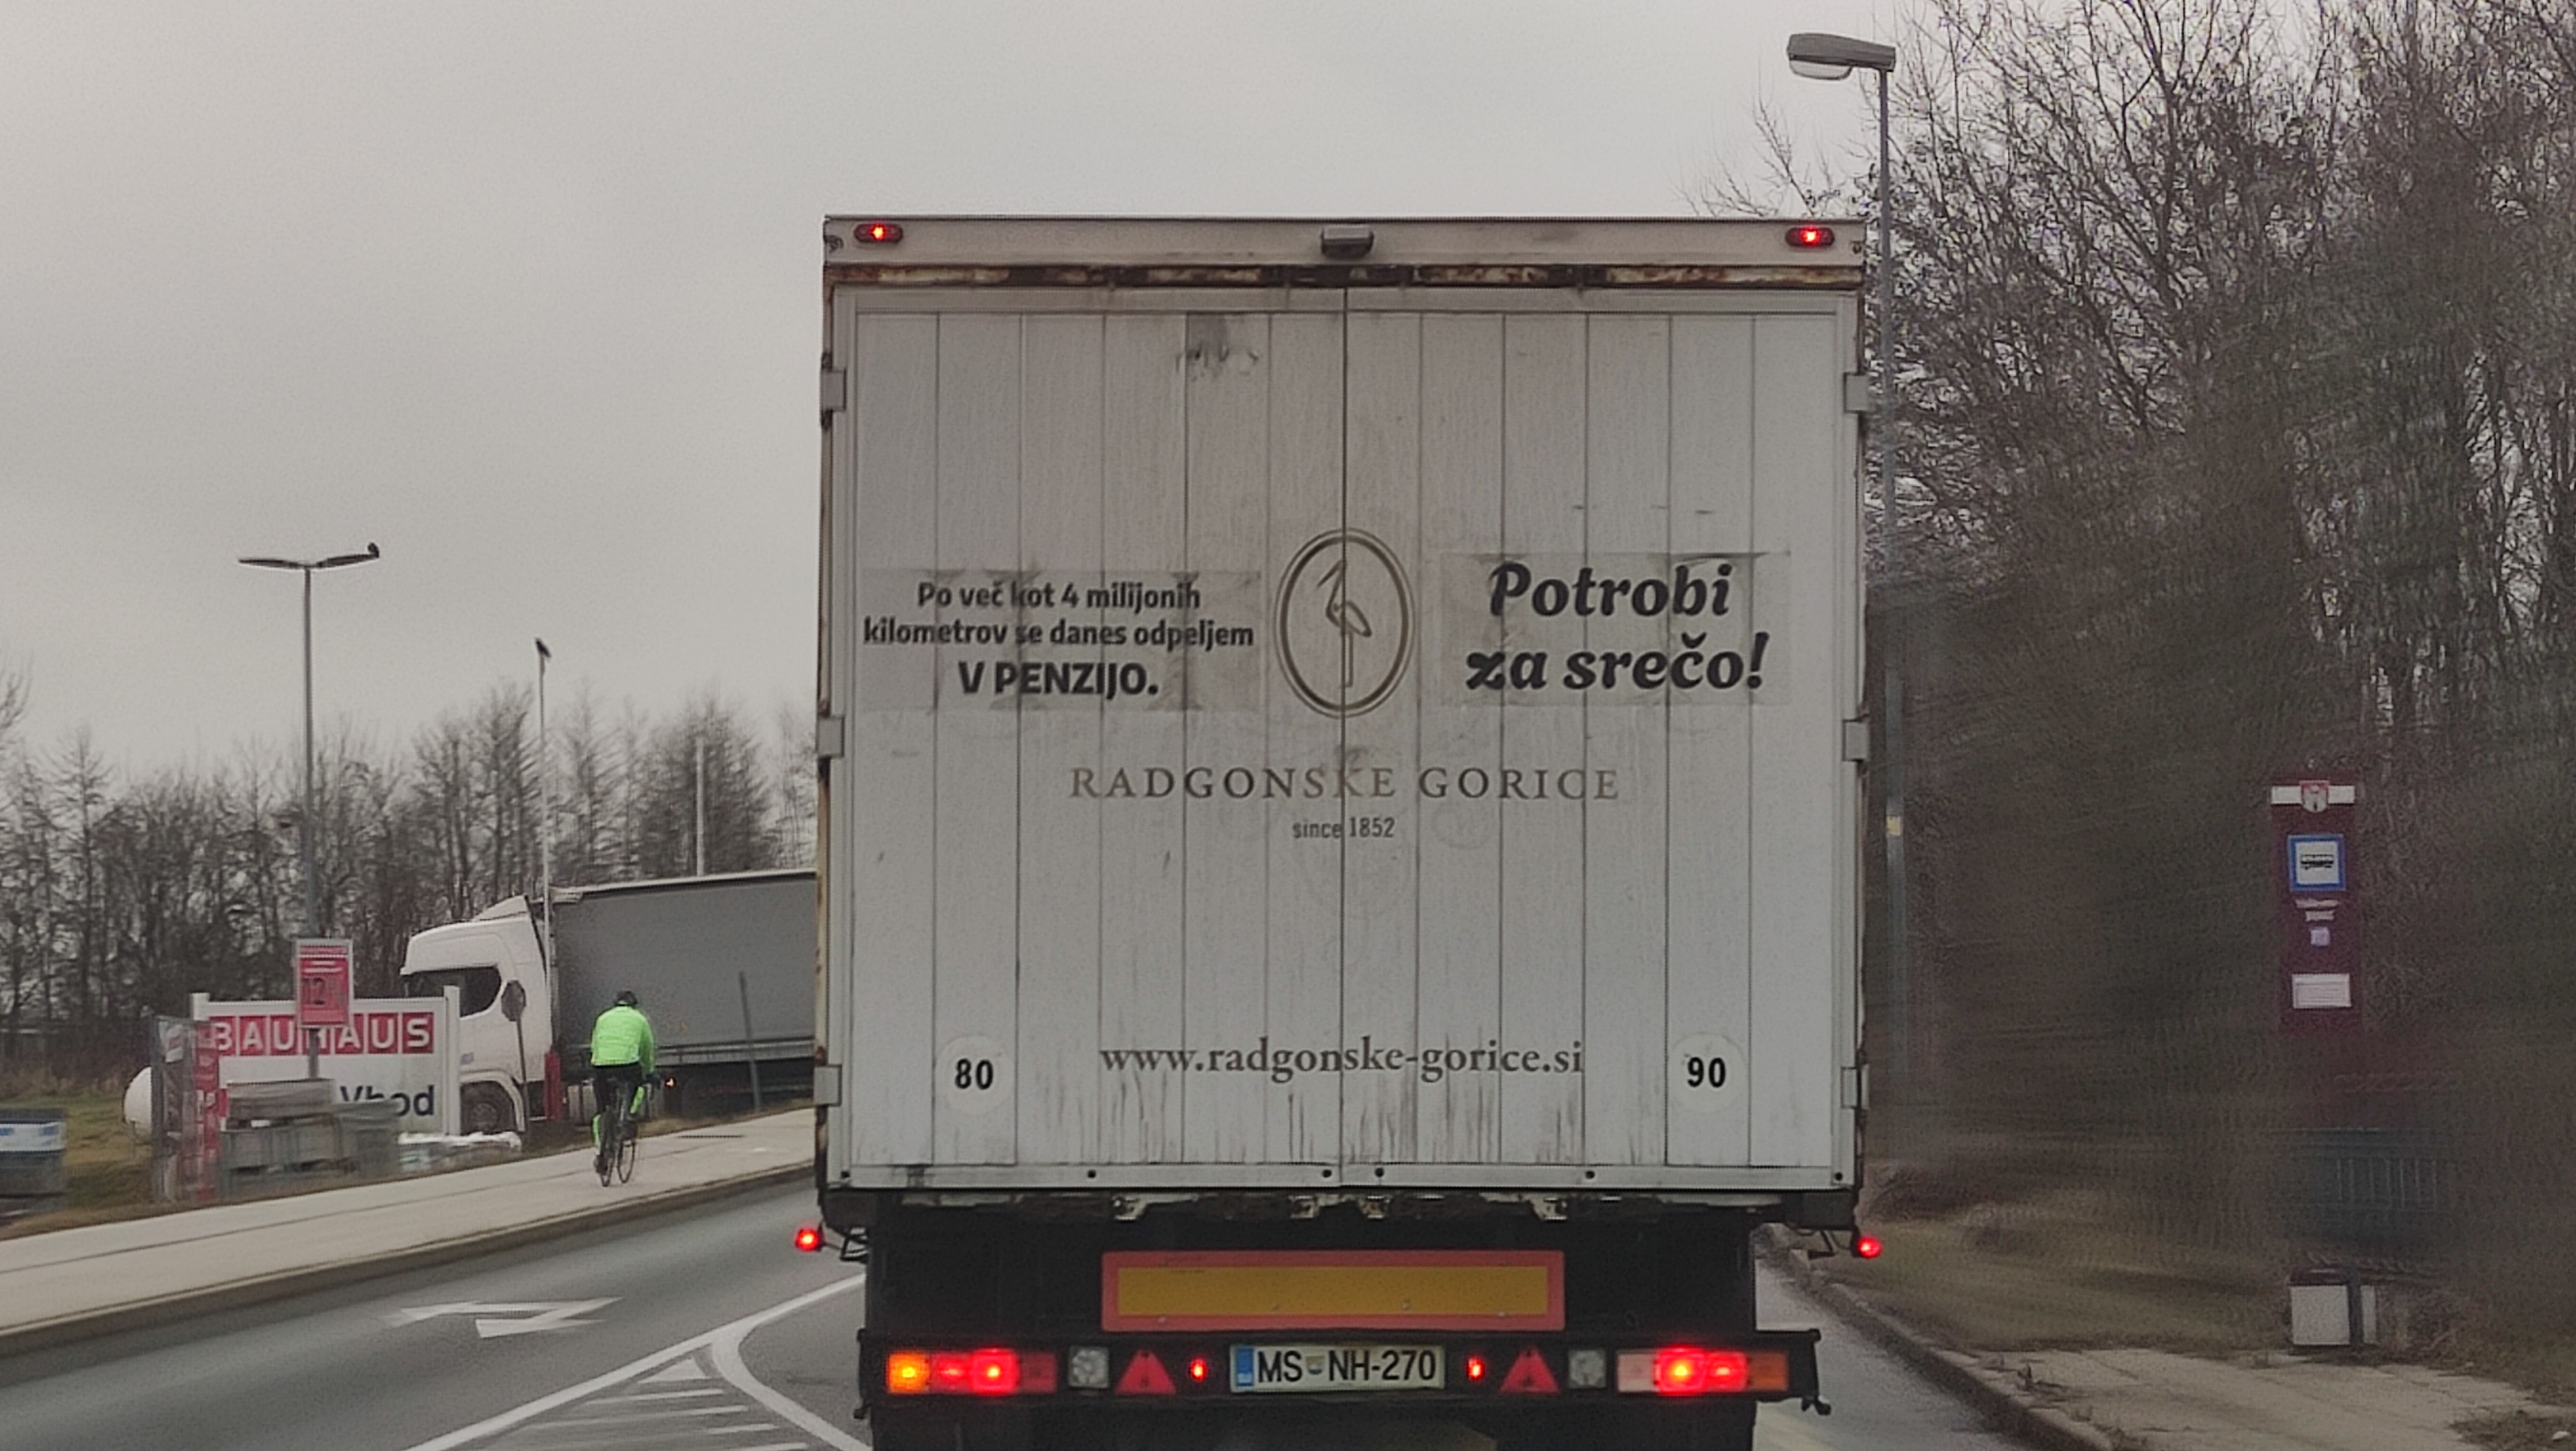 Po več kot 4 milijonih
kilometrov se danes odpeljem
V PENZIJO.
Potrobi
za srečo!
RADGONSKE GORICE
since 1852
www.radgonske-gorice.si
80
90
MS NH-270
BAUHAUS
Vhod